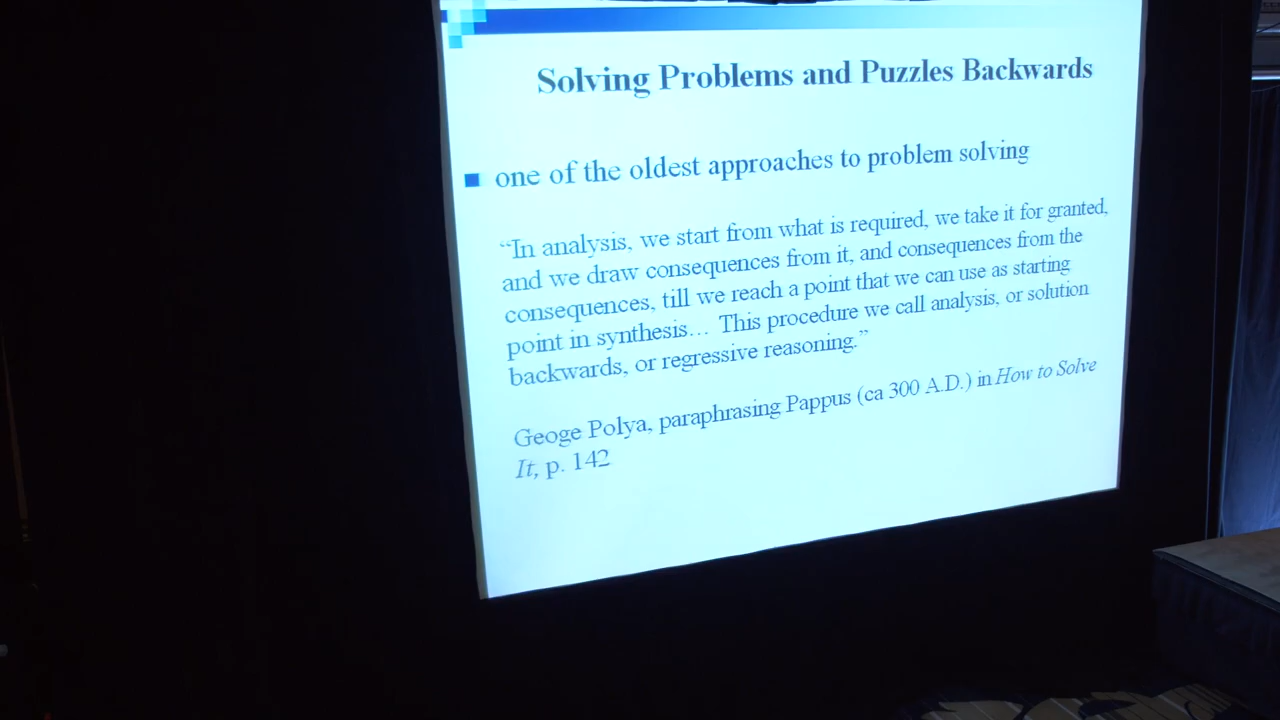 Solving Problems and Puzzles Backwards
one of the oldest approaches to problem solving
“In analysis, we start from what is required, we take it for granted,
and we draw consequences from it, and consequences from the
consequences, till we reach a point that we can use as starting
point in synthesis… This procedure we call analysis, or solution
backwards, or regressive reasoning.”
Geoge Polya, paraphrasing Pappus (ca 300 A.D.) in How to Solve
It, p. 142